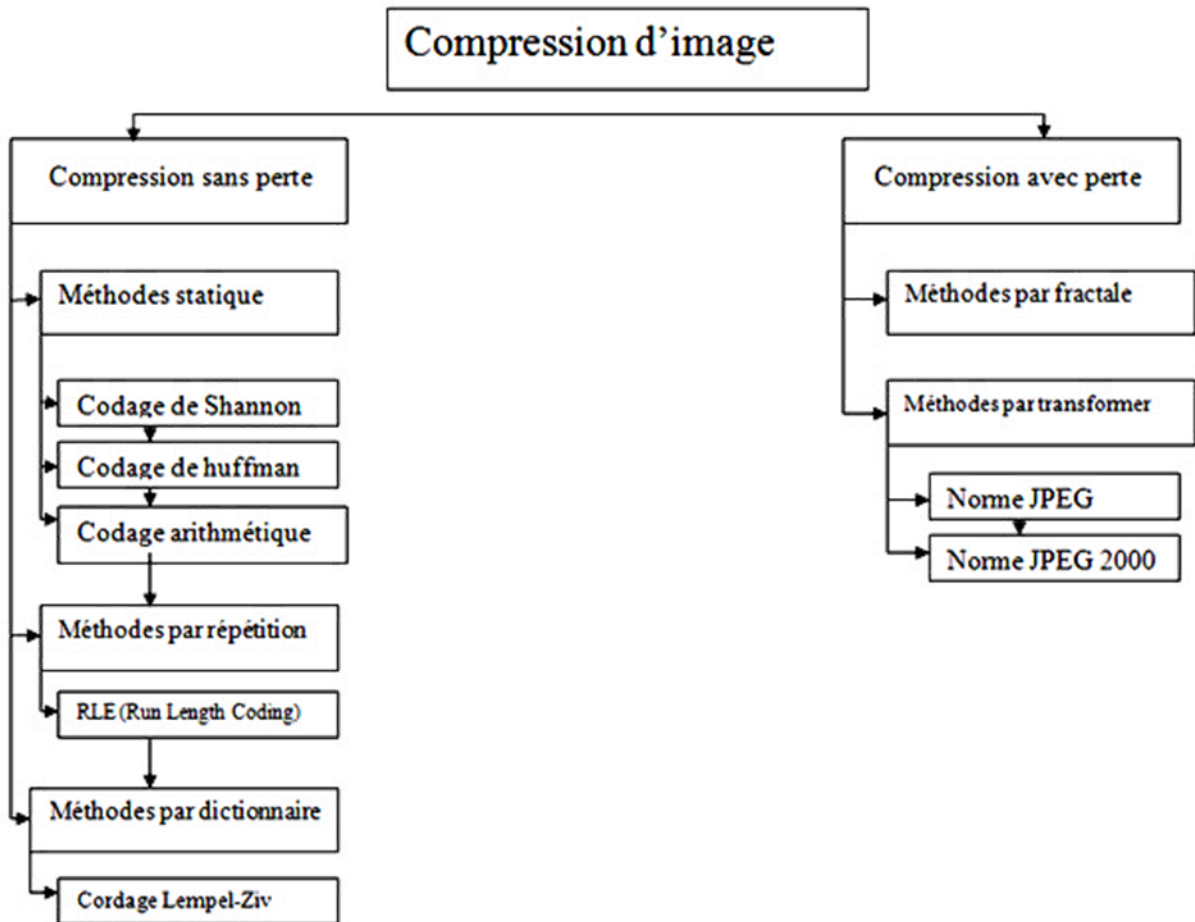 Compression d'image
Compression sans perte
Compression avec perte
Méthodes statique
Méthodes par fractale
Codage de Shannon
Méthodes par transformer
Codage de huffman
Norme JPEG
Codage arithmétique
Norme JPEG 2000
Méthodes par répétition
RLE (Run Length Coding)
Méthodes par dictionnaire
Cordage Lempel-Ziv